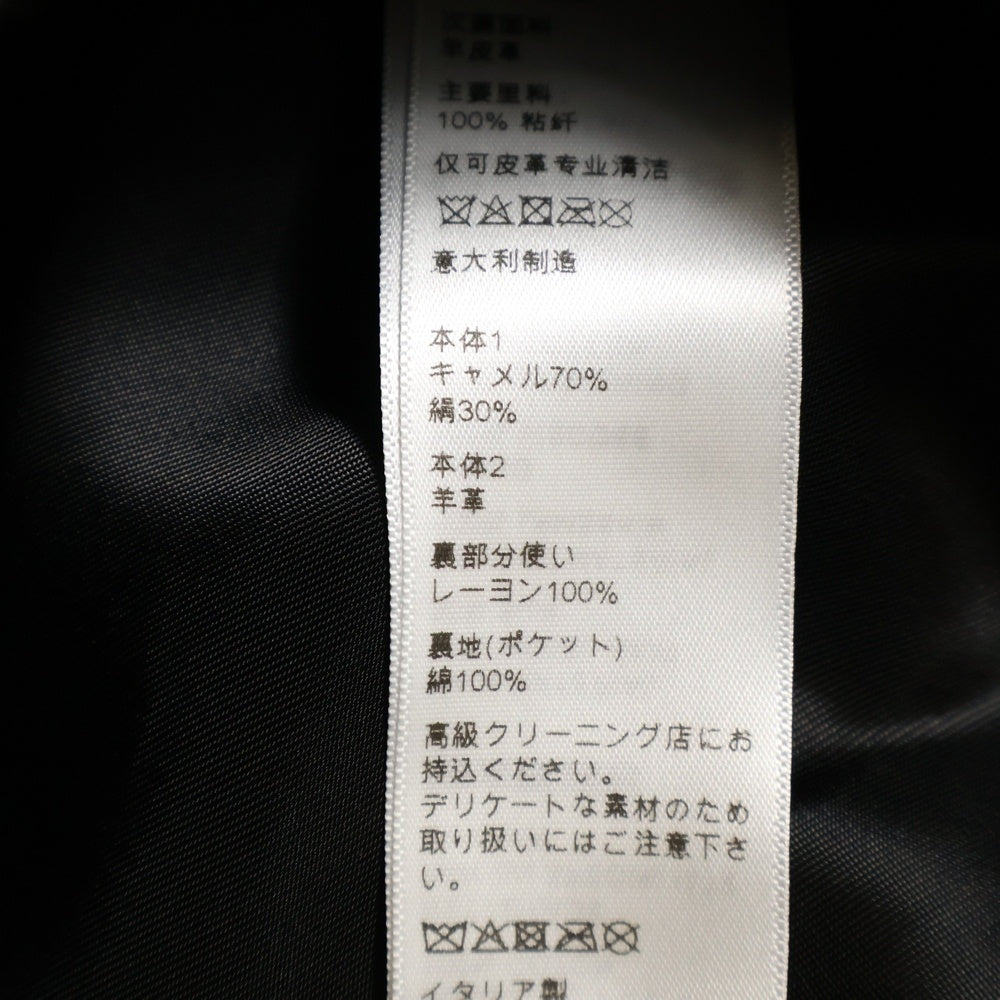 次要面料
羊皮革
主要里料
100% 粘纤
仅可皮革专业清洁
意大利制造
本体1
キャメル70%
絹30%
本体2
羊革
裏部分使い
レーヨン100%
裏地(ポケット)
綿100%
高級クリーニング店にお
持込ください。
デリケートな素材のため
取り扱いにはご注意下さ
い。
イタリア製